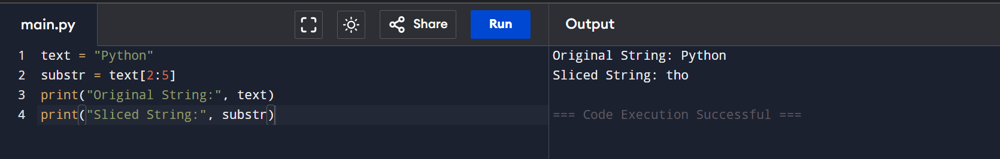 main.py
Share
Run
Output
1 text = "Python"
2 substr = text[2:5]
3 print("Original String:", text)
4 print("Sliced String:", substr)
Original String: Python
Sliced String: tho
=== Code Execution Successful ===